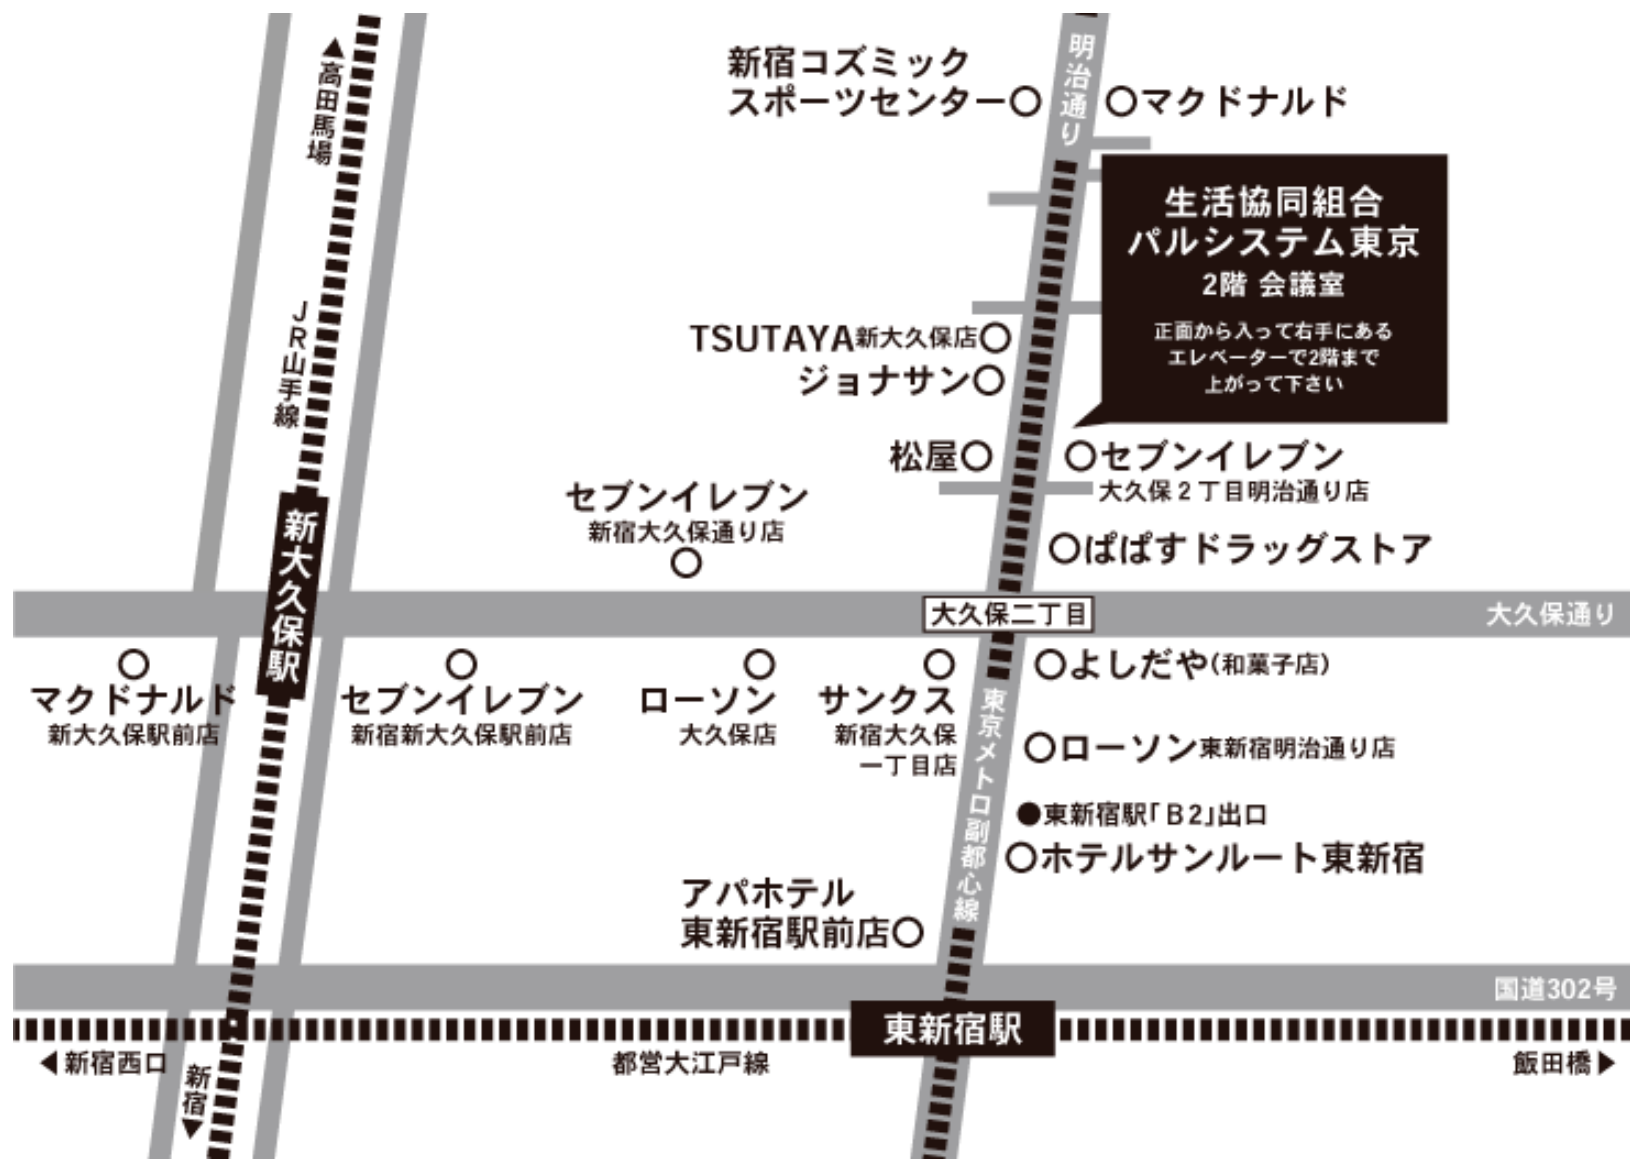 新宿コズミック
スポーツセンター
明治通り
マクドナルド
▲高田馬場
生活協同組合
パルシステム東京
2階 会議室
正面から入って右手にある
エレベーターで2階まで
上がって下さい
JR山手線
TSUTAYA新大久保店
ジョナサン
松屋
セブンイレブン
大久保2丁目明治通り店
セブンイレブン
新宿大久保通り店
ぱぱすドラッグストア
新大久保駅
大久保二丁目
大久保通り
マクドナルド
新大久保駅前店
セブンイレブン
新宿新大久保駅前店
ローソン
大久保店
サンクス
新宿大久保
一丁目店
よしだや(和菓子店)
東京メトロ副都心線
ローソン東新宿明治通り店
●東新宿駅「B2」出口
ホテルサンルート東新宿
アパホテル
東新宿駅前店
国道302号
東新宿駅
◀新宿西口
新宿▼
都営大江戸線
飯田橋▶